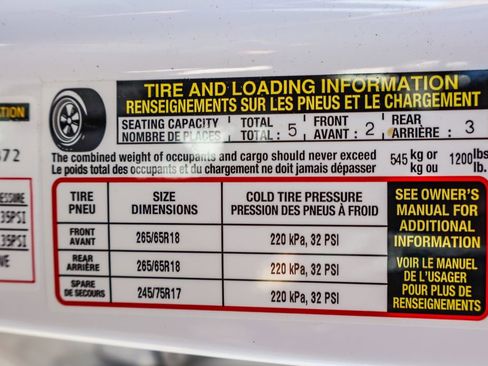 TIRE AND LOADING INFORMATION
RENSEIGNEMENTS SUR LES PNEUS ET LE CHARGEMENT
SEATING CAPACITY TOTAL FRONT REAR
NOMBRE DE PLACES TOTAL : 5 AVANT : 2 ARRIÈRE : 3
The combined weight of occupants and cargo should never exceed 545 kg or 1200 lbs
Le poids total des occupants et du chargement ne doit jamais dépasser kg ou lb.
TIRE SIZE COLD TIRE PRESSURE
PNEU DIMENSIONS PRESSION DES PNEUS À FROID
FRONT
AVANT 265/65R18 220 kPa, 32 PSI
REAR
ARRIÈRE 265/65R18 220 kPa, 32 PSI
SPARE
DE SECOURS 245/75R17 220 kPa, 32 PSI
SEE OWNER'S
MANUAL FOR
ADDITIONAL
INFORMATION
VOIR LE MANUEL
DE L'USAGER
POUR PLUS DE
RENSEIGNEMENTS
35PSI
35PSI